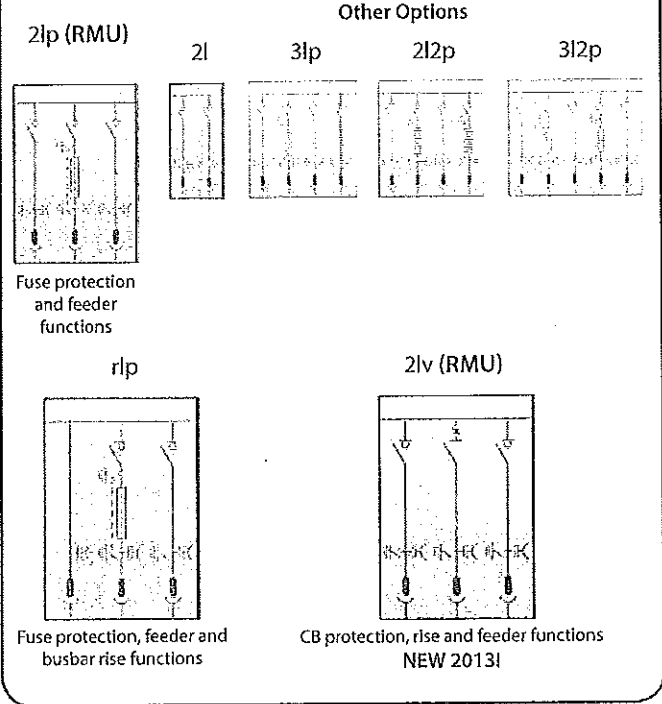 Other Options
2lp (RMU)
2l
3lp
2l2p
3l2p
Fuse protection
and feeder
functions
rlp
2lv (RMU)
Fuse protection, feeder and
busbar rise functions
CB protection, rise and feeder functions
NEW 2013!